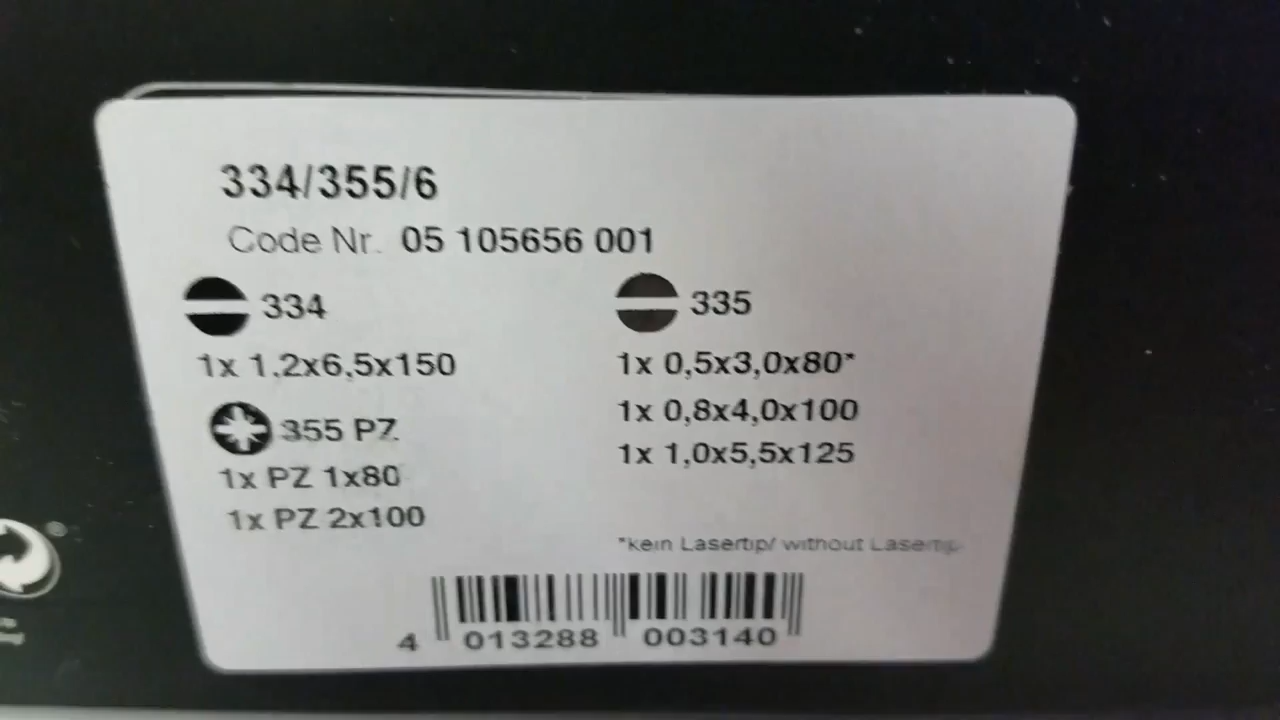 334/355/6
Code Nr. 05 105656 001
334
1x 1,2x6,5x150
355 PZ
1x PZ 1x80
1x PZ 2x100
335
1x 0,5x3,0x80*
1x 0,8x4,0x100
1x 1,0x5,5x125
*kein Lasertip/ without Lasertip
4 013288 003140